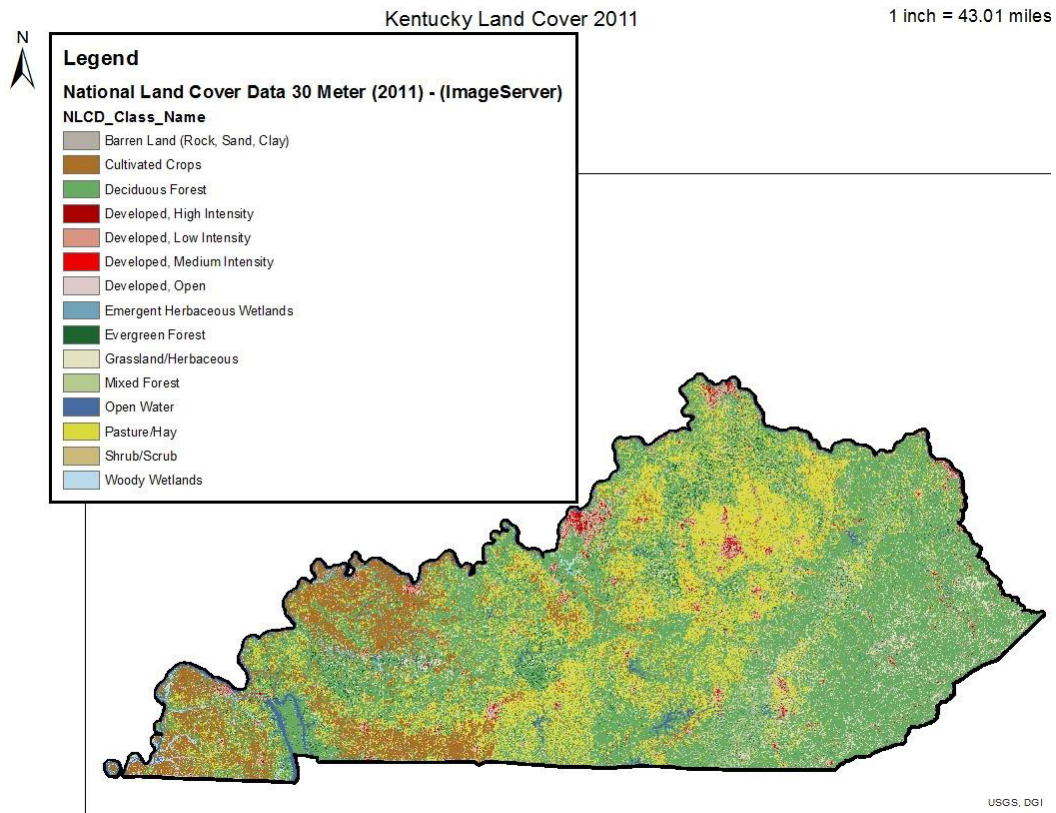 Kentucky Land Cover 2011
1 inch = 43.01 miles
N
Legend
National Land Cover Data 30 Meter (2011) - (ImageServer)
NLCD_Class_Name
Barren Land (Rock, Sand, Clay)
Cultivated Crops
Deciduous Forest
Developed, High Intensity
Developed, Low Intensity
Developed, Medium Intensity
Developed, Open
Emergent Herbaceous Wetlands
Evergreen Forest
Grassland/Herbaceous
Mixed Forest
Open Water
Pasture/Hay
Shrub/Scrub
Woody Wetlands
USGS, DGI